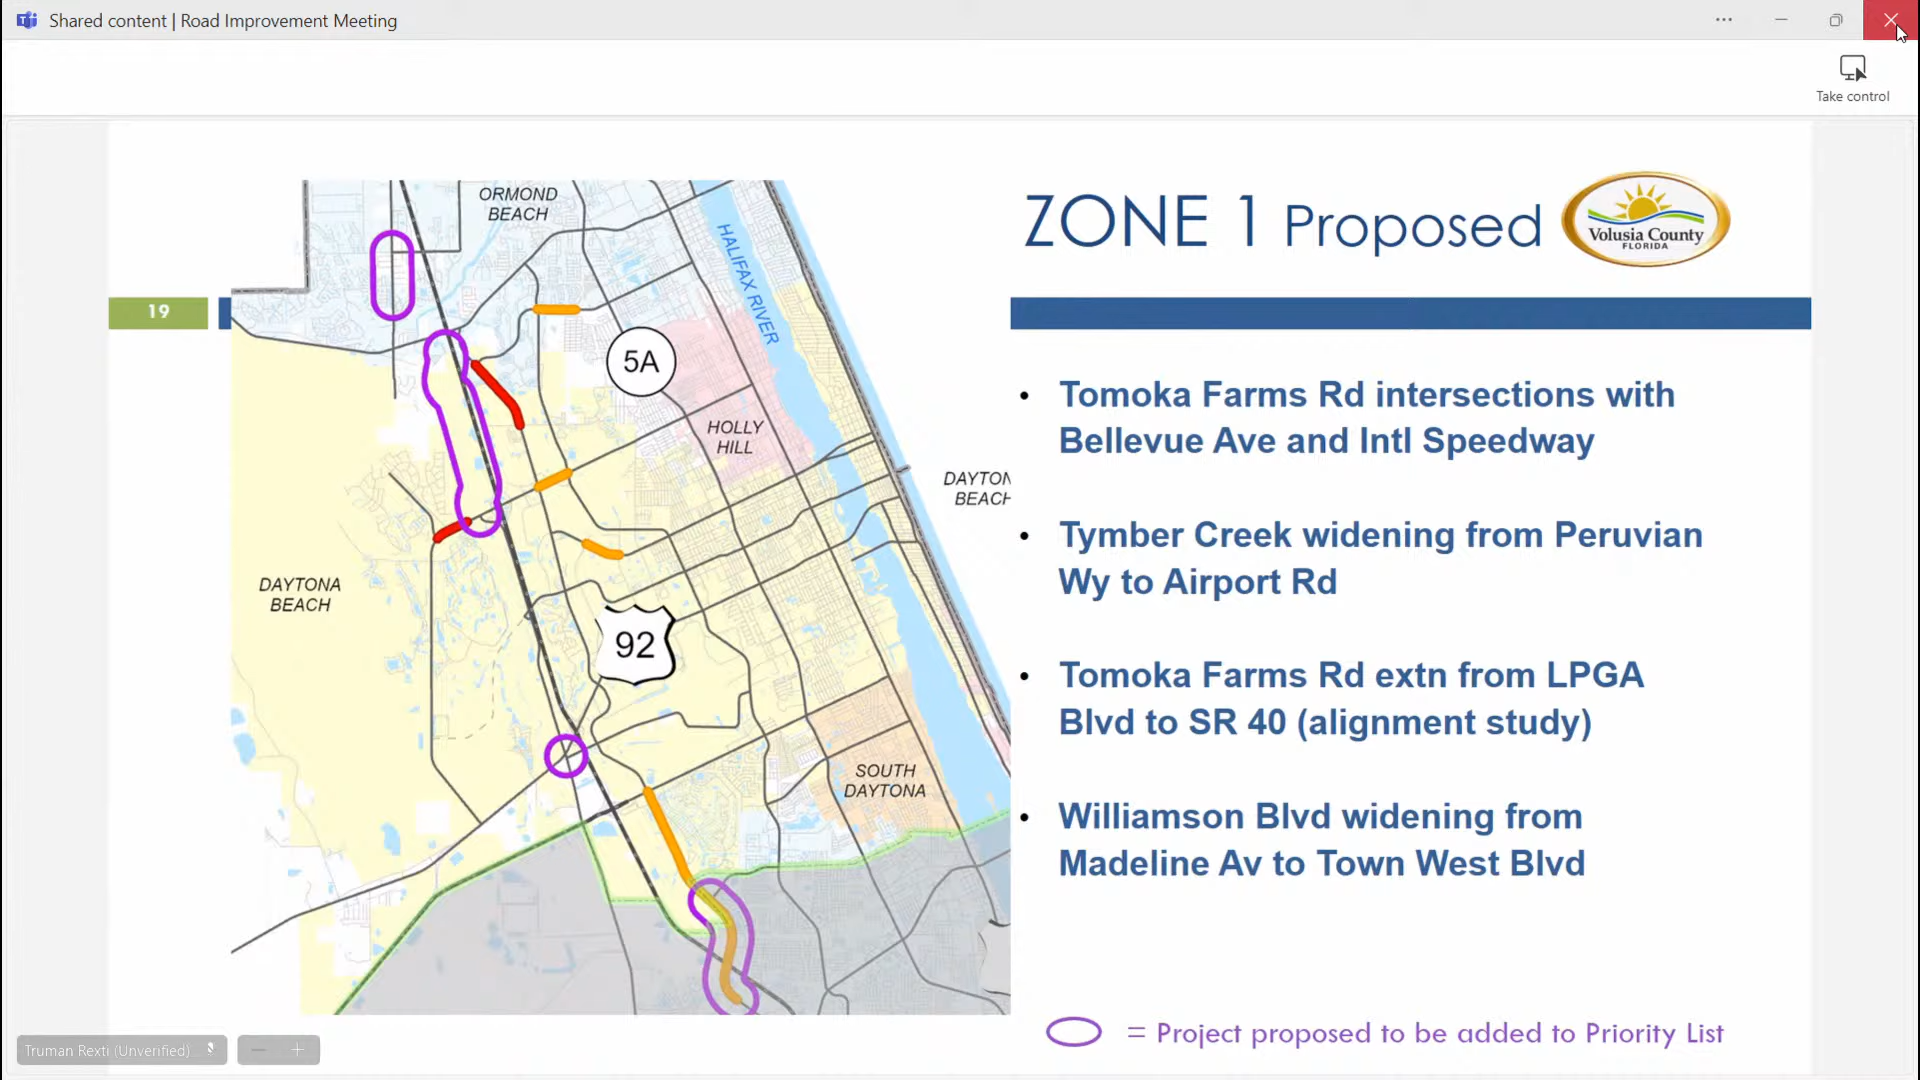 Shared content | Road Improvement Meeting
Take control
ZONE 1 Proposed
Volusia County
FLORIDA
19
ORMOND
BEACH
HALIFAX RIVER
5A
HOLLY
HILL
DAYTON
BEACH
DAYTONA
BEACH
92
SOUTH
DAYTONA
• Tomoka Farms Rd intersections with
Bellevue Ave and Intl Speedway
• Tymber Creek widening from Peruvian
Wy to Airport Rd
• Tomoka Farms Rd extn from LPGA
Blvd to SR 40 (alignment study)
• Williamson Blvd widening from
Madeline Av to Town West Blvd
= Project proposed to be added to Priority List
Truman Rexti (Unverified)